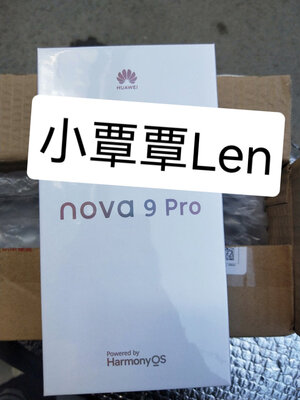 HUAWEI
小覃覃Len
nova 9 Pro
Powered by
HarmonyOS